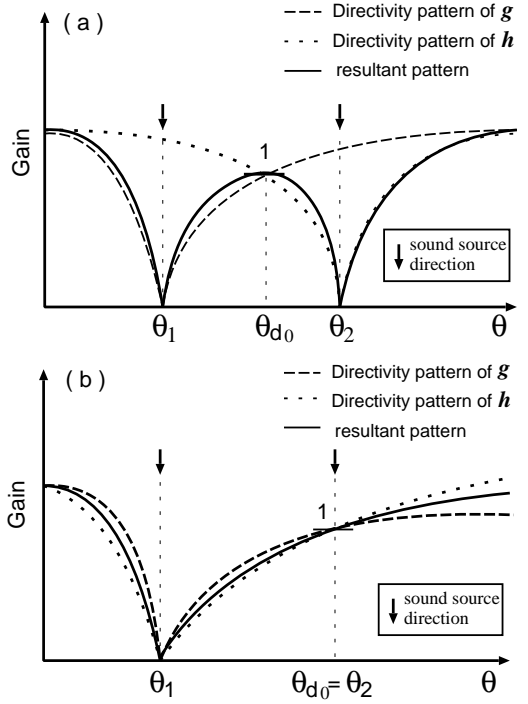 ( a )
Directivity pattern of g
Directivity pattern of h
resultant pattern
Gain
1
sound source
direction
θ1
θd0
θ2
θ
( b )
Directivity pattern of g
Directivity pattern of h
resultant pattern
Gain
1
sound source
direction
θ1
θd0 = θ2
θ